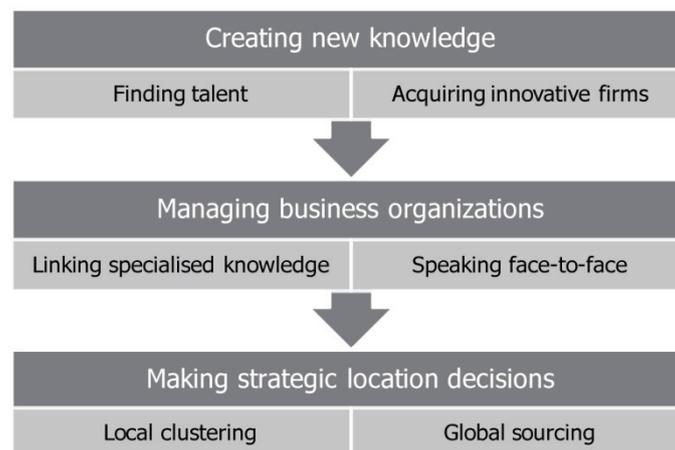 Creating new knowledge
Finding talent
Acquiring innovative firms
Managing business organizations
Linking specialised knowledge
Speaking face-to-face
Making strategic location decisions
Local clustering
Global sourcing